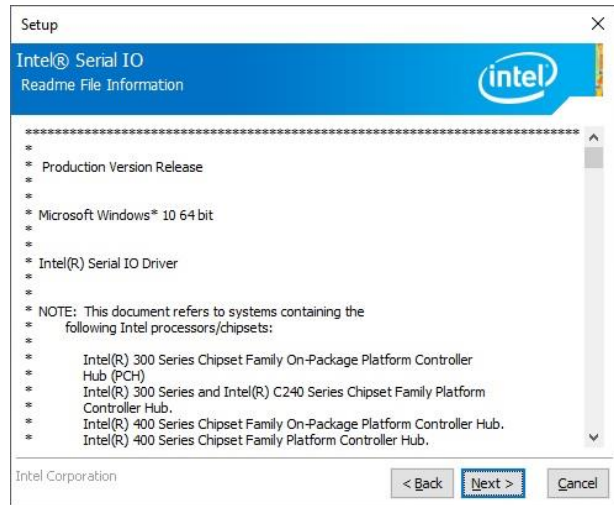 Setup
Intel® Serial IO
Readme File Information
intel
*******************************************************************************
*
* Production Version Release
*
*
* Microsoft Windows* 10 64 bit
*
*
* Intel(R) Serial IO Driver
*
*
* NOTE: This document refers to systems containing the
* following Intel processors/chipsets:
*
* Intel(R) 300 Series Chipset Family On-Package Platform Controller
* Hub (PCH)
* Intel(R) 300 Series and Intel(R) C240 Series Chipset Family Platform
* Controller Hub.
* Intel(R) 400 Series Chipset Family On-Package Platform Controller Hub.
* Intel(R) 400 Series Chipset Family Platform Controller Hub.
Intel Corporation
< Back Next > Cancel